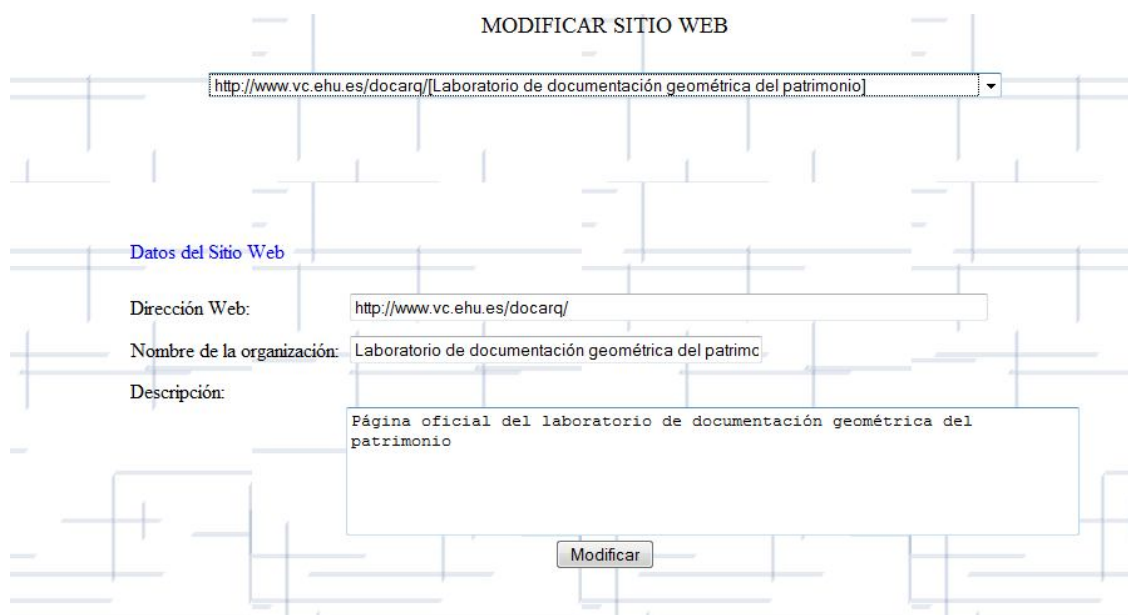 MODIFICAR SITIO WEB
http://www.vc.ehu.es/docarq/[Laboratorio de documentación geométrica del patrimonio]
Datos del Sitio Web
Dirección Web: http://www.vc.ehu.es/docarq/
Nombre de la organización: Laboratorio de documentación geométrica del patrimo
Descripción:
Página oficial del laboratorio de documentación geométrica del
patrimonio
Modificar